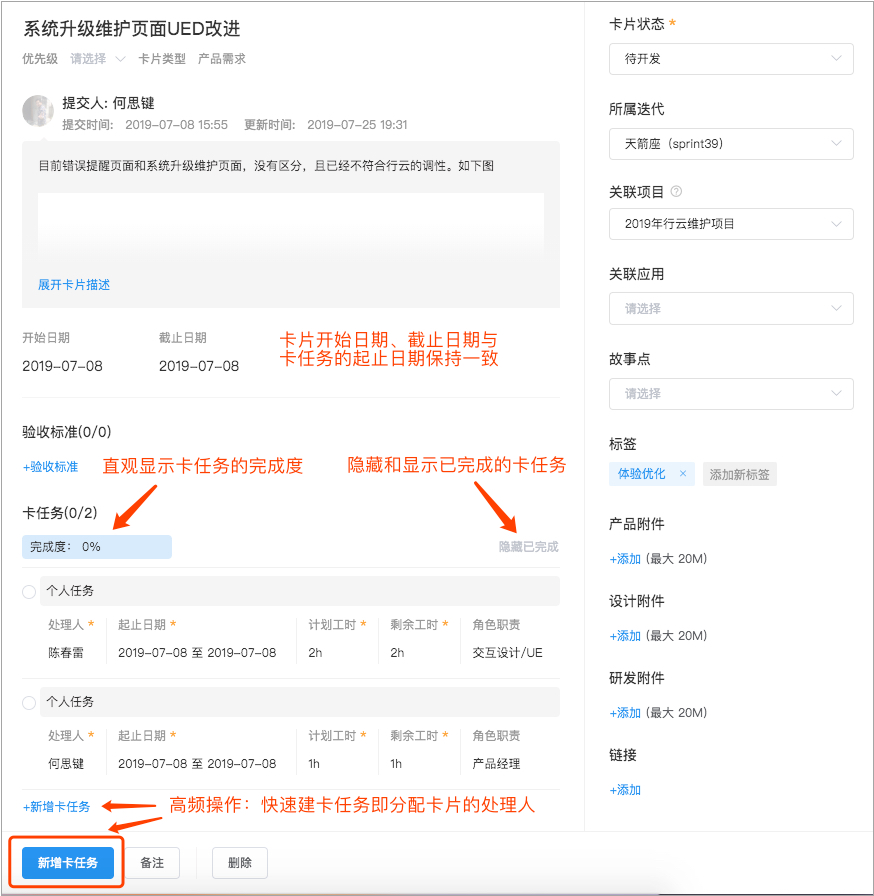 系统升级维护页面UED改进
优先级 请选择 卡片类型 产品需求
提交人: 何思键
提交时间: 2019-07-08 15:55 更新时间: 2019-07-25 19:31
目前错误提醒页面和系统升级维护页面，没有区分，且已经不符合行云的调性。如下图
展开卡片描述
开始日期 截止日期
2019-07-08 2019-07-08
卡片开始日期、截止日期与
卡任务的起止日期保持一致
验收标准(0/0)
+验收标准
直观显示卡任务的完成度
隐藏和显示已完成的卡任务
卡任务(0/2)
完成度: 0%
隐藏已完成
个人任务
处理人 * 起止日期 * 计划工时 * 剩余工时 * 角色职责
陈春雷 2019-07-08 至 2019-07-08 2h 2h 交互设计/UE
个人任务
处理人 * 起止日期 * 计划工时 * 剩余工时 * 角色职责
何思键 2019-07-08 至 2019-07-08 1h 1h 产品经理
+新增卡任务
高频操作：快速建卡任务即分配卡片的处理人
新增卡任务 备注 删除
卡片状态 *
待开发
所属迭代
天箭座（sprint39）
关联项目 ?
2019年行云维护项目
关联应用
请选择
故事点
请选择
标签
体验优化 × 添加新标签
产品附件
+添加 (最大 20M)
设计附件
+添加 (最大 20M)
研发附件
+添加 (最大 20M)
链接
+添加